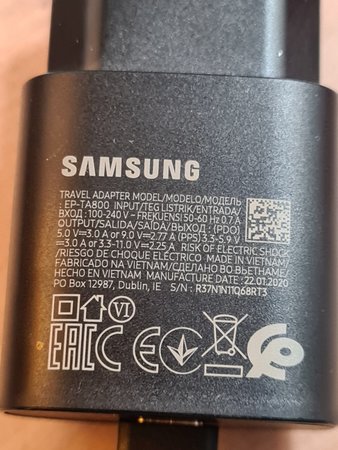 SAMSUNG
TRAVEL ADAPTER MODEL/MODELO/МОДЕЛЬ
: EP-TA800 INPUT/TEGLISTRIK/ENTRADA/
ВХОД : 100-240 V ~ FREKUENSI 50-60 Hz 0.7 A
OUTPUT/SALIDA/SAÍDA/ВЫХОД : (PDO)
5.0 V⎓3.0 A or 9.0 V⎓2.77 A (PPS) 3.3-5.9 V
⎓3.0 A or 3.3-11.0 V⎓2.25 A RISK OF ELECTRIC SHOCK
/RIESGO DE CHOQUE ELÉCTRICO MADE IN VIETNAM/
FABRICADO NA VIETNAM/СДЕЛАНО ВО ВЬЕТНАМЕ/
HECHO EN VIETNAM MANUFACTURE DATE : 22.01.2020
PO Box 12987, Dublin, IE S/N : R37N1N11Q68RT3
VI
EAC CE